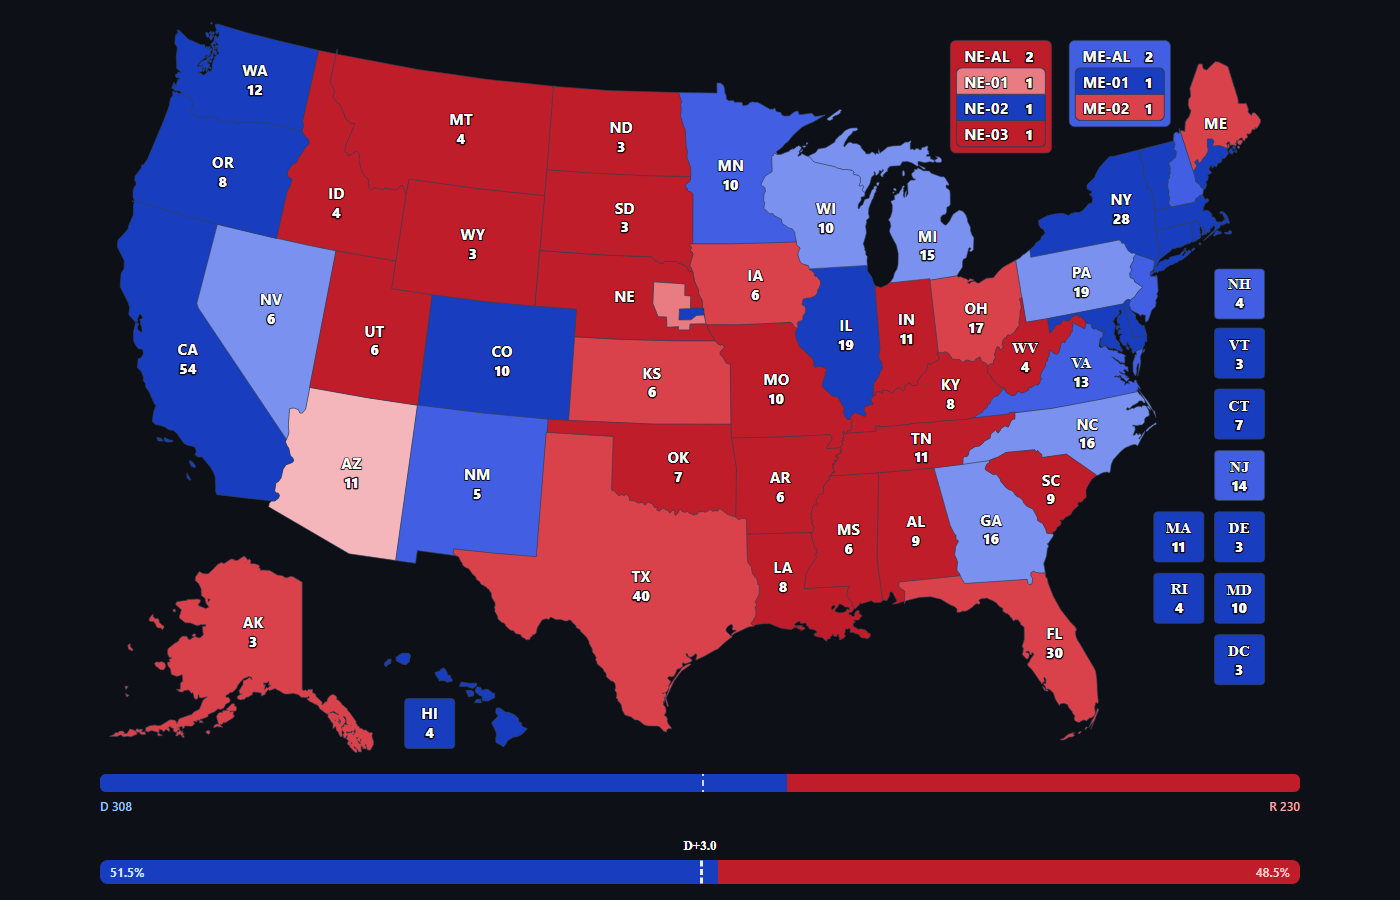 WA
12
OR
8
CA
54
NV
6
ID
4
MT
4
WY
3
UT
6
AZ
11
CO
10
NM
5
ND
3
SD
3
NE
KS
6
OK
7
TX
40
MN
10
IA
6
MO
10
AR
6
LA
8
WI
10
IL
19
MI
15
IN
11
OH
17
KY
8
TN
11
MS
6
AL
9
GA
16
FL
30
SC
9
NC
16
VA
13
WV
4
PA
19
NY
28
ME
AK
3
HI
4
NE-AL 2
NE-01 1
NE-02 1
NE-03 1
ME-AL 2
ME-01 1
ME-02 1
NH
4
VT
3
CT
7
NJ
14
MA
11
DE
3
RI
4
MD
10
DC
3
D 308
R 230
D+3.0
51.5%
48.5%